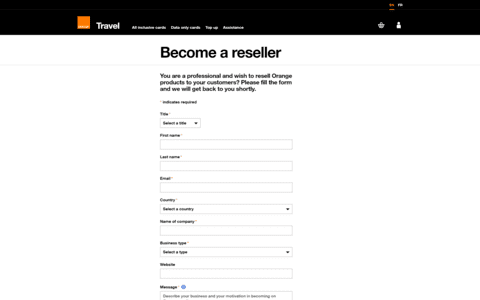 EN FR
Travel All inclusive cards Data only cards Top up Assistance
Become a reseller
You are a professional and wish to resell Orange
products to your customers? Please fill the form
and we will get back to you shortly.
* indicates required
Title *
Select a title
First name *
Last name *
Email *
Country *
Select a country
Name of company *
Business type *
Select a type
Website
Message *
Describe your business and your motivation in becoming an